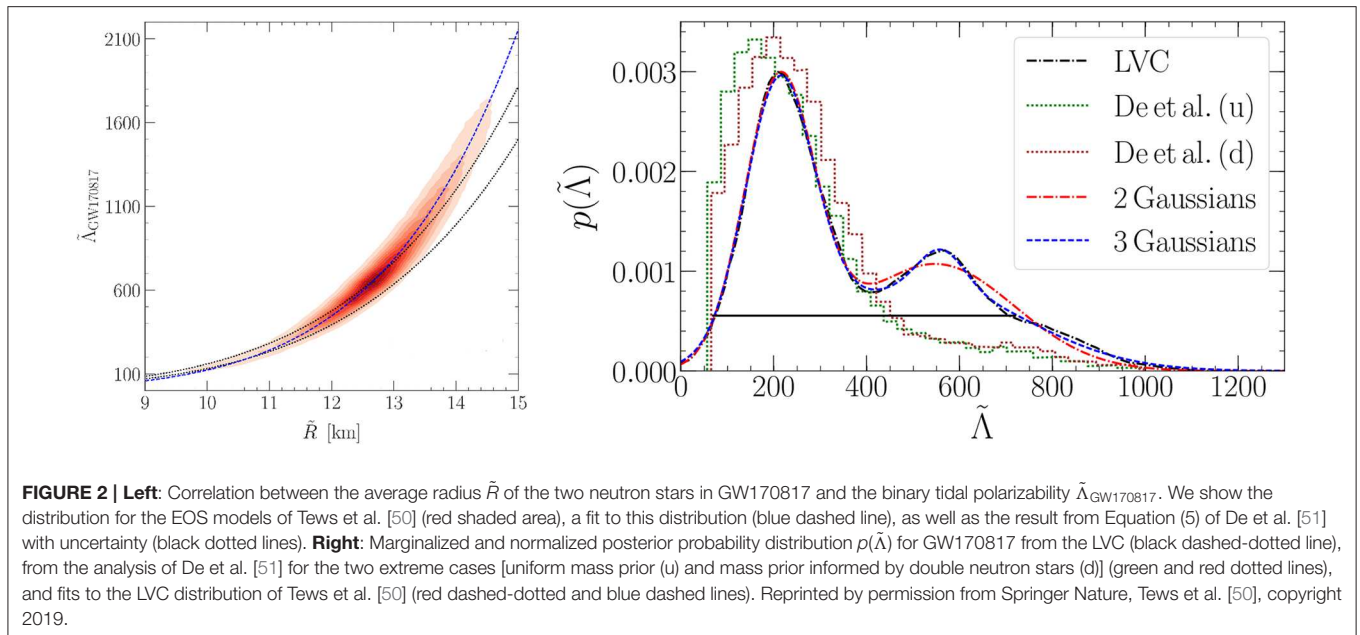 2100
1600
1100
600
100
Λ̃GW170817
9 10 11 12 13 14 15
R̃ [km]
0.003
0.002
0.001
0.000
p(Λ̃)
0 200 400 600 800 1000 1200
Λ̃
LVC
De et al. (u)
De et al. (d)
2 Gaussians
3 Gaussians
FIGURE 2 | Left: Correlation between the average radius R̃ of the two neutron stars in GW170817 and the binary tidal polarizability Λ̃GW170817. We show the
distribution for the EOS models of Tews et al. [50] (red shaded area), a fit to this distribution (blue dashed line), as well as the result from Equation (5) of De et al. [51]
with uncertainty (black dotted lines). Right: Marginalized and normalized posterior probability distribution p(Λ̃) for GW170817 from the LVC (black dashed-dotted line),
from the analysis of De et al. [51] for the two extreme cases [uniform mass prior (u) and mass prior informed by double neutron stars (d)] (green and red dotted lines),
and fits to the LVC distribution of Tews et al. [50] (red dashed-dotted and blue dashed lines). Reprinted by permission from Springer Nature, Tews et al. [50], copyright
2019.